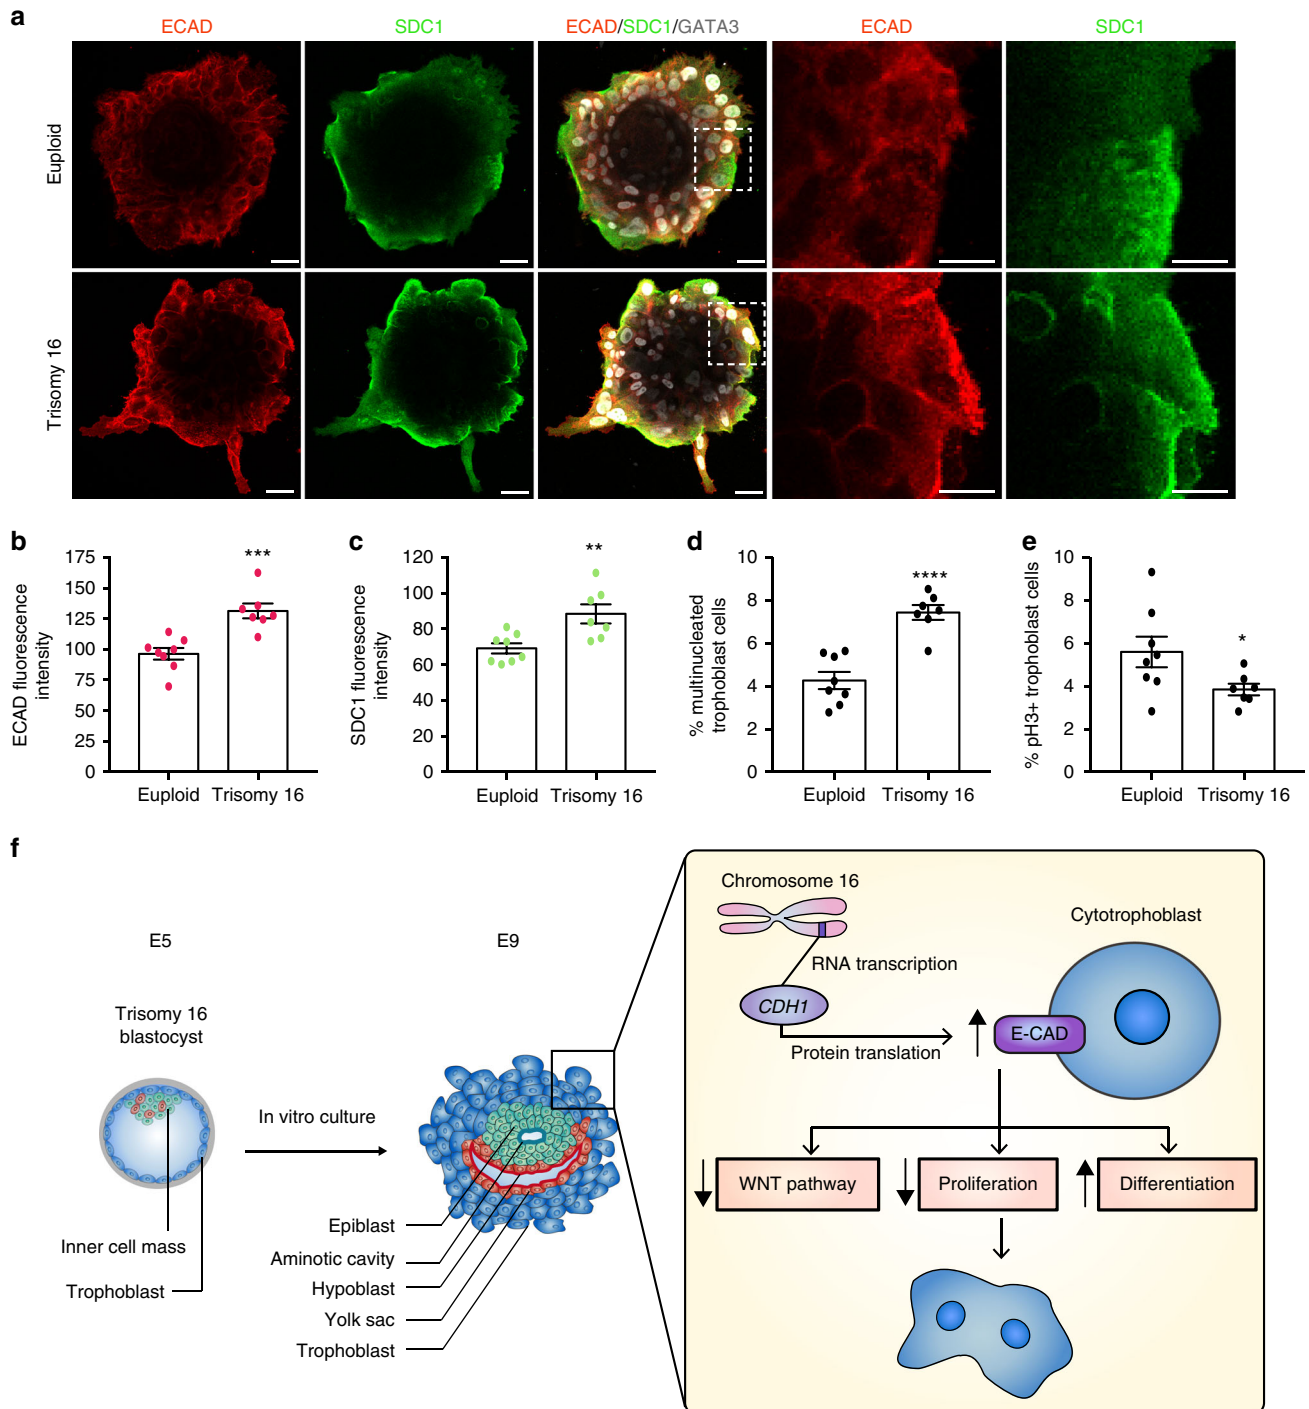 a
ECAD
SDC1
ECAD/SDC1/GATA3
ECAD
SDC1
Euploid
Trisomy 16
b
ECAD fluorescence
intensity
175
150
125
100
75
50
25
0
***
Euploid
Trisomy 16
c
SDC1 fluorescence
intensity
120
100
80
60
40
20
0
**
Euploid
Trisomy 16
d
% multinucleated
trophoblast cells
10
8
6
4
2
0
****
Euploid
Trisomy 16
e
% pH3+ trophoblast cells
10
8
6
4
2
0
*
Euploid
Trisomy 16
f
E5
Trisomy 16
blastocyst
Inner cell mass
Trophoblast
In vitro culture
E9
Epiblast
Aminotic cavity
Hypoblast
Yolk sac
Trophoblast
Chromosome 16
RNA transcription
CDH1
Protein translation
Cytotrophoblast
E-CAD
WNT pathway
Proliferation
Differentiation